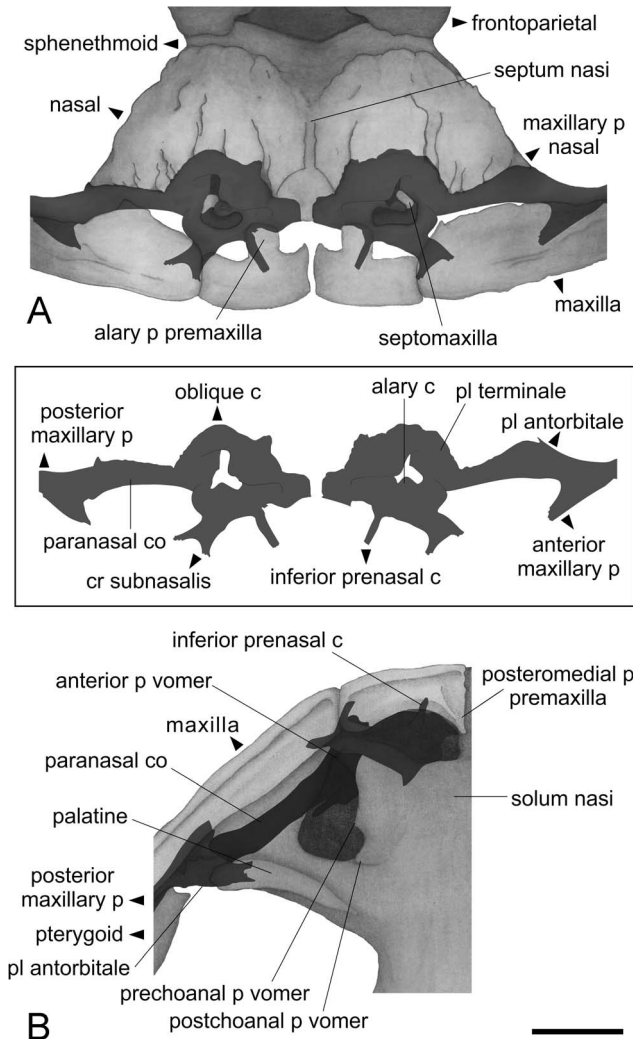 sphenethmoid
frontoparietal
septum nasi
nasal
maxillary p
nasal
A
alary p premaxilla
septomaxilla
maxilla
posterior
maxillary p
oblique c
alary c
pl terminale
pl antorbitale
paranasal co
cr subnasalis
inferior prenasal c
anterior
maxillary p
inferior prenasal c
anterior p vomer
posteromedial p
premaxilla
maxilla
paranasal co
palatine
solum nasi
posterior
maxillary p
pterygoid
pl antorbitale
prechoanal p vomer
postchoanal p vomer
B